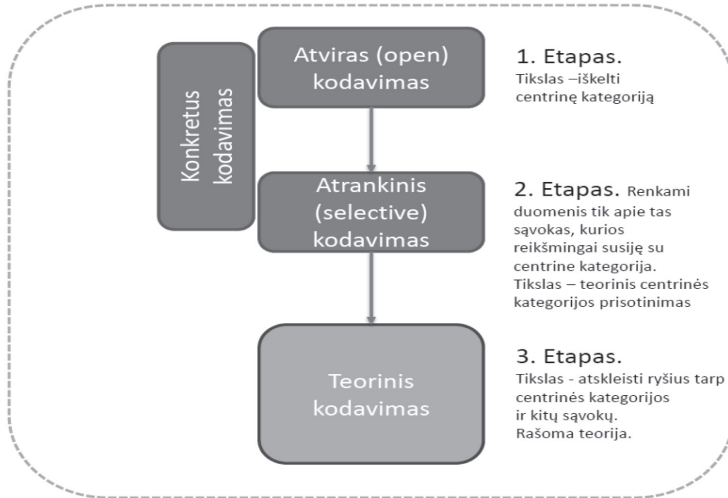 Konkretus
kodavimas
Atviras (open)
kodavimas
1. Etapas.
Tikslas –iškelti
centrinę kategoriją
Atrankinis
(selective)
kodavimas
2. Etapas. Renkami
duomenis tik apie tas
sąvokas, kurios
reikšmingai susiję su
centrine kategorija.
Tikslas – teorinis centrinės
kategorijos prisotinimas
Teorinis
kodavimas
3. Etapas.
Tikslas - atskleisti ryšius tarp
centrinės kategorijos
ir kitų sąvokų.
Rašoma teorija.